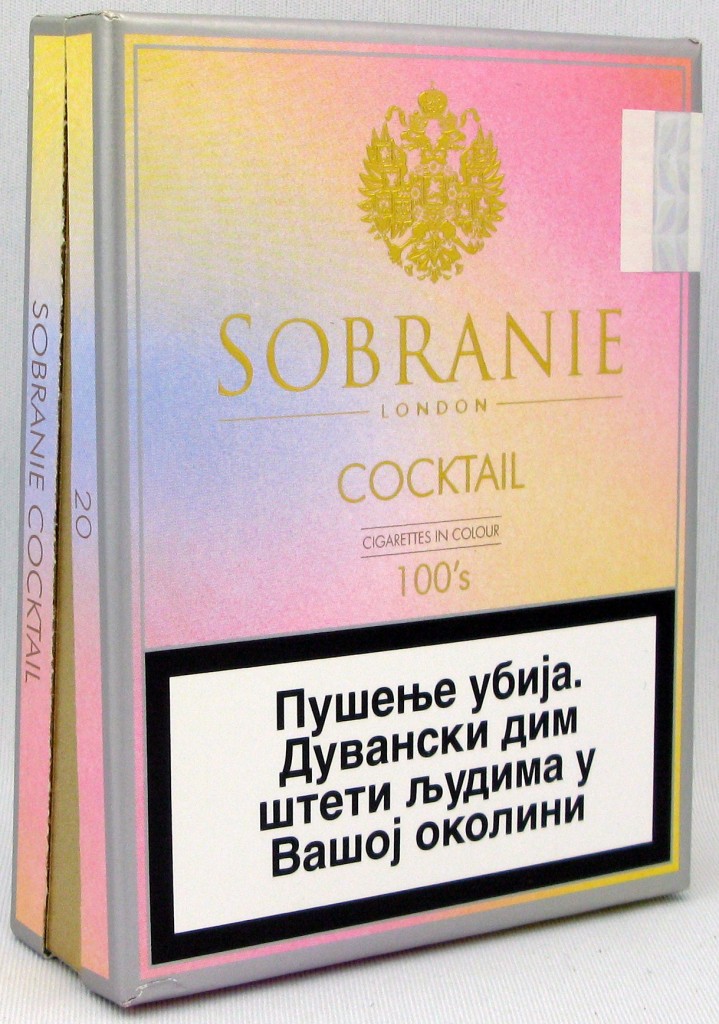 SOBRANIE
LONDON
COCKTAIL
CIGARETTES IN COLOUR
100's
Пушење убија.
Дувански дим
штети људима у
Вашој околини
SOBRANIE COCKTAIL
20